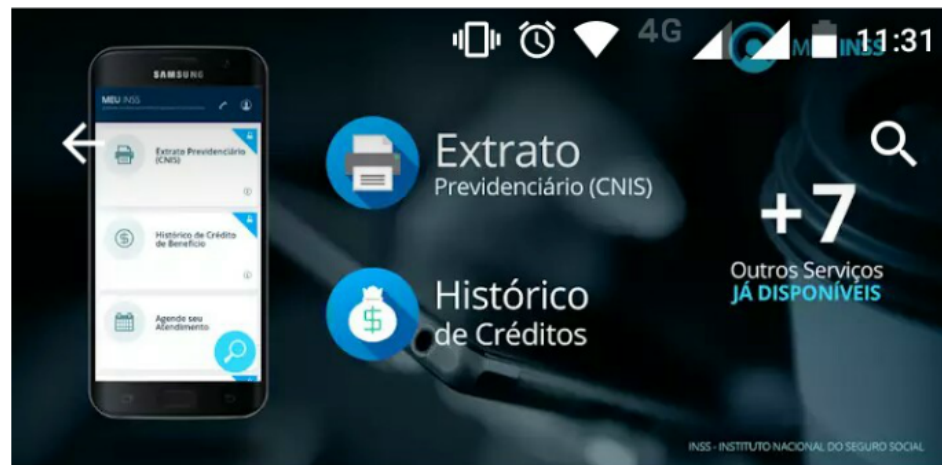 4G
11:31
INSS
SAMSUNG
MEU INSS
Extrato Previdenciário
(CNIS)
Histórico de Crédito
de Benefício
Agende seu
Atendimento
Extrato
Previdenciário (CNIS)
Histórico
de Créditos
+7
Outros Serviços
JÁ DISPONÍVEIS
INSS - INSTITUTO NACIONAL DO SEGURO SOCIAL